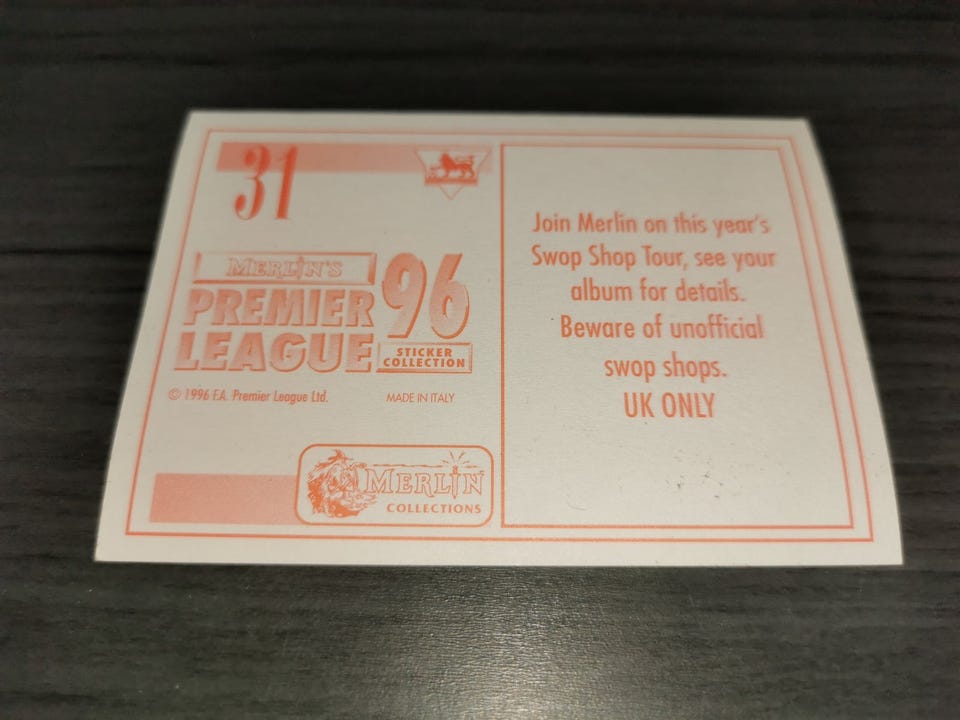 31
MERLIN'S
PREMIER
LEAGUE
96
STICKER
COLLECTION
© 1996 F.A. Premier League Ltd.
MADE IN ITALY
MERLIN
COLLECTIONS
Join Merlin on this year's
Swop Shop Tour, see your
album for details.
Beware of unofficial
swop shops.
UK ONLY